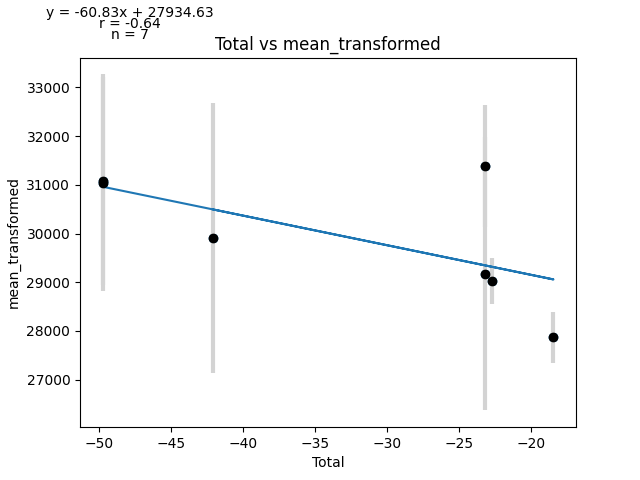 y = -60.83x + 27934.63
r = -0.64
n = 7
Total vs mean_transformed
33000
32000
31000
30000
29000
28000
27000
mean_transformed
−50
−45
−40
−35
−30
−25
−20
Total